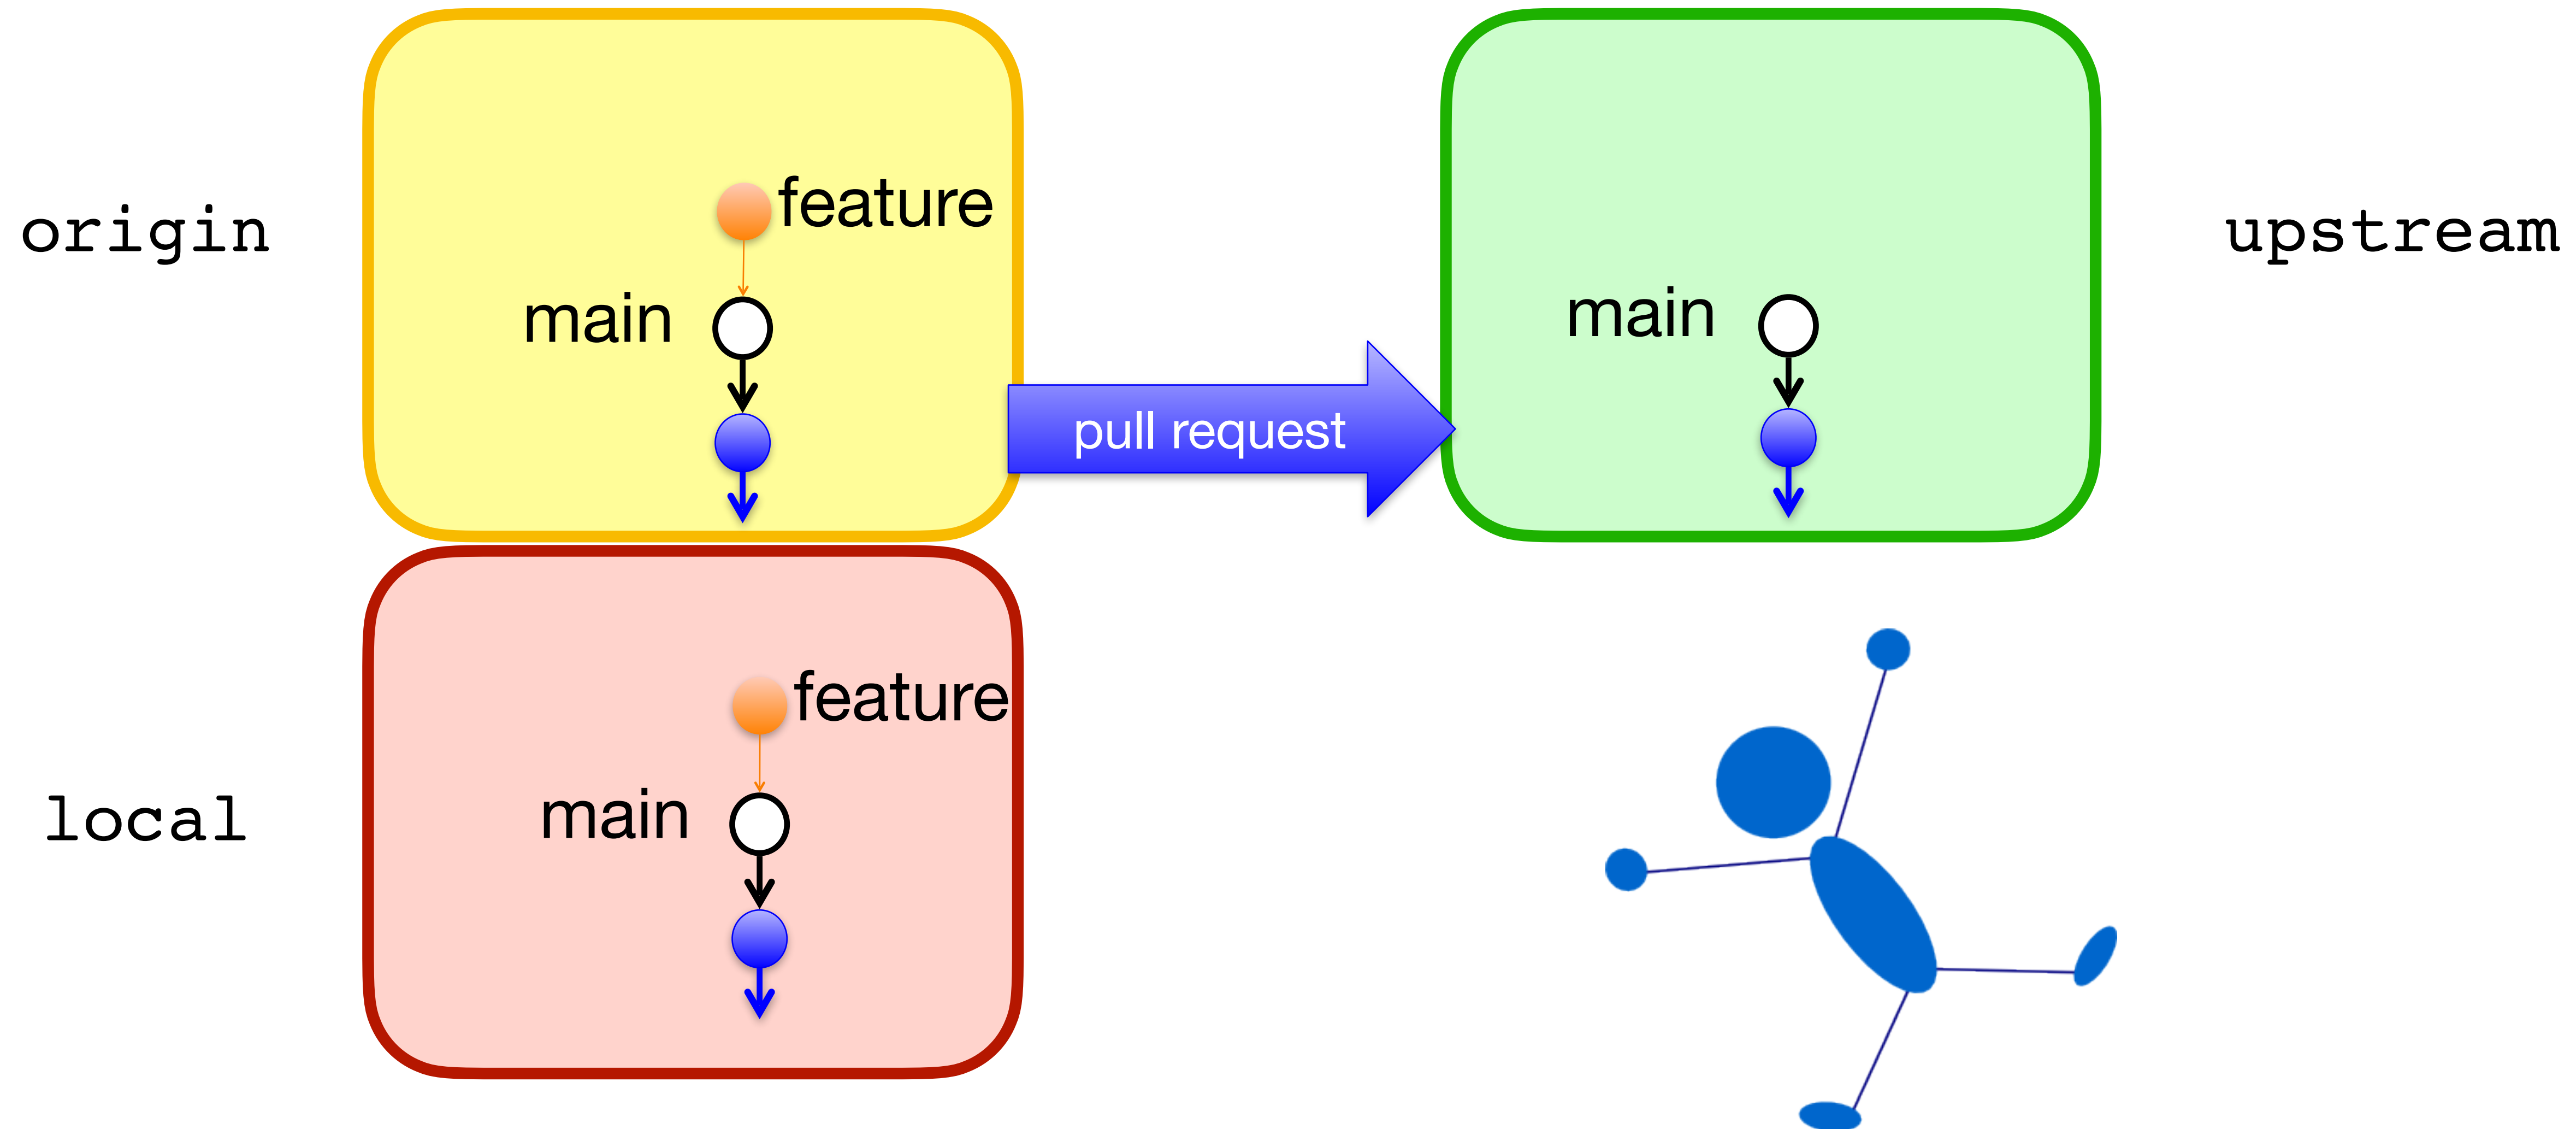 feature
origin
upstream
main
main
pull request
feature
local
main